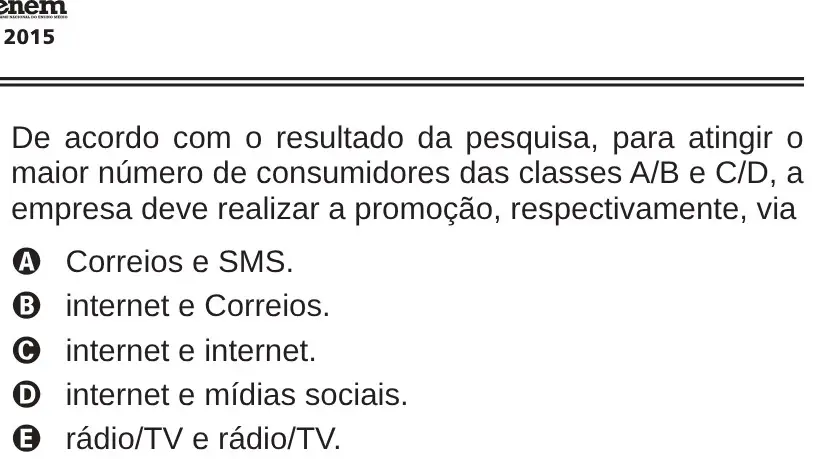 enem
2015
De acordo com o resultado da pesquisa, para atingir o
maior número de consumidores das classes A/B e C/D, a
empresa deve realizar a promoção, respectivamente, via
A Correios e SMS.
B internet e Correios.
C internet e internet.
D internet e mídias sociais.
E rádio/TV e rádio/TV.